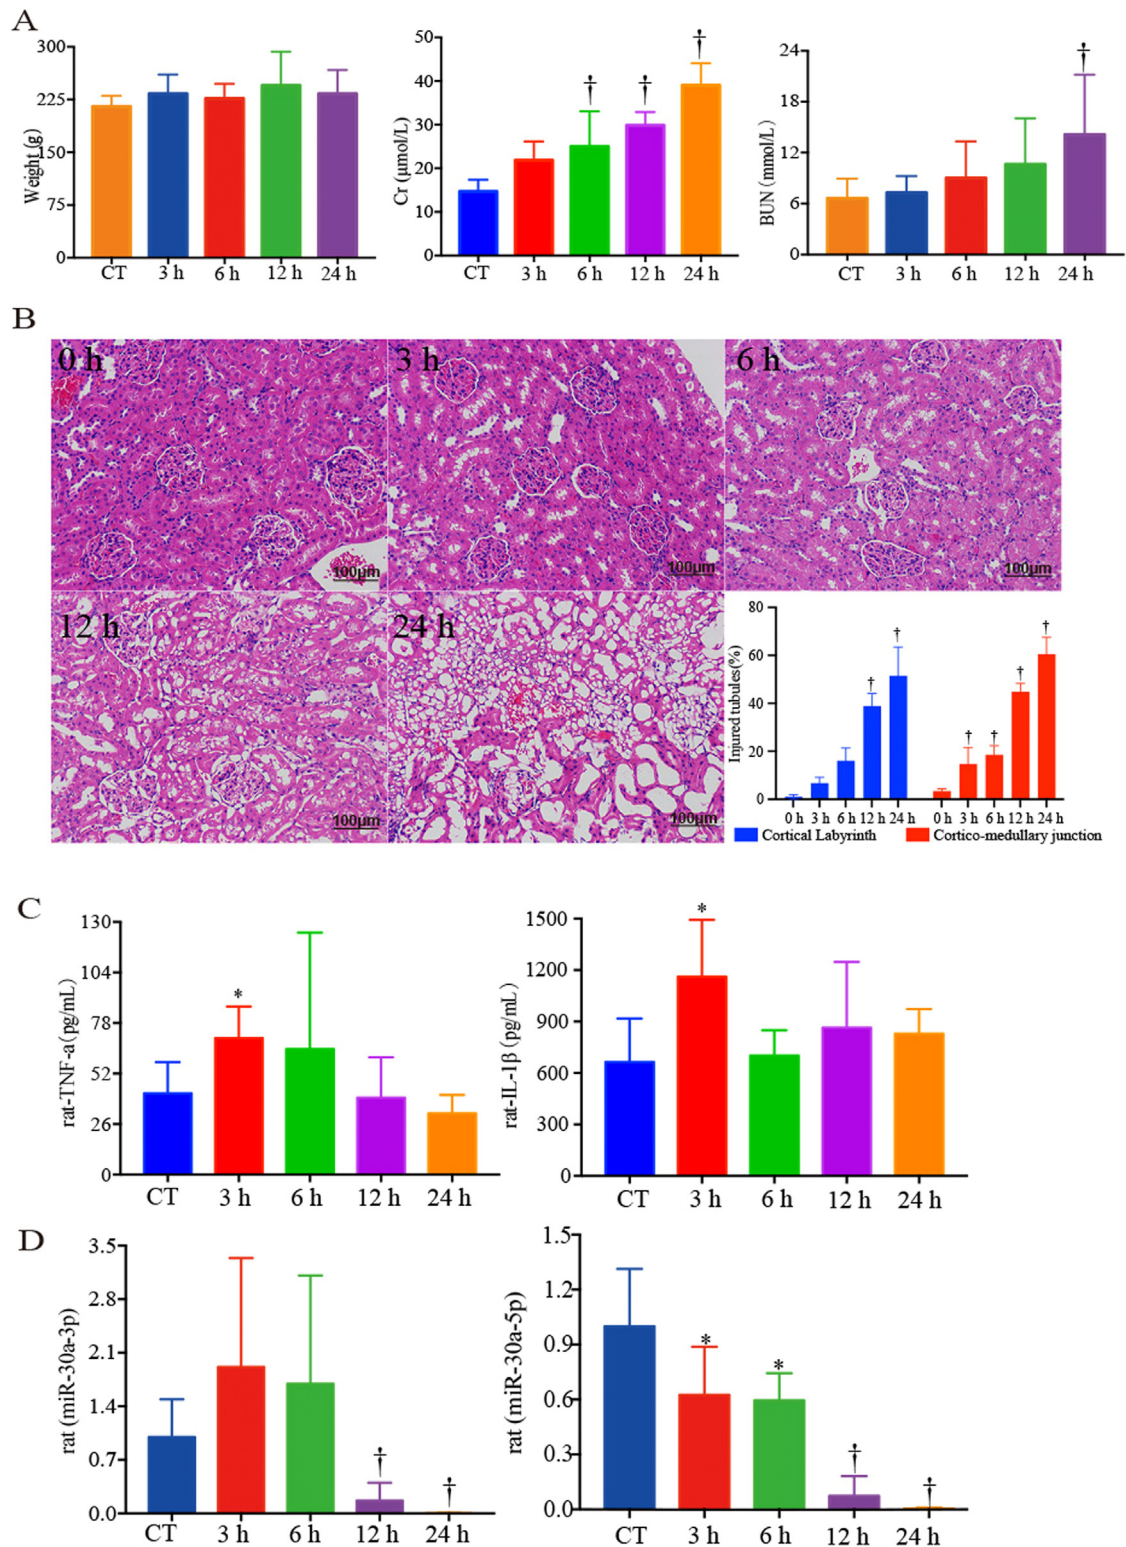 A
Weight (g)
300
225
150
75
0
CT 3 h 6 h 12 h 24 h
Cr (μmol/L)
50
40
30
20
10
0
† † †
CT 3 h 6 h 12 h 24 h
BUN (mmol/L)
24
18
12
6
0
†
CT 3 h 6 h 12 h 24 h
B
0 h
100μm
3 h
100μm
6 h
100μm
12 h
100μm
24 h
100μm
Injured tubules(%)
80
60
40
20
0
† † † † † †
0 h 3 h 6 h 12 h 24 h 0 h 3 h 6 h 12 h 24 h
Cortical Labyrinth Cortico-medullary junction
C
rat-TNF-a(pg/mL)
130
104
78
52
26
0
*
CT 3 h 6 h 12 h 24 h
rat-IL-1β (pg/mL)
1500
1200
900
600
300
0
*
CT 3 h 6 h 12 h 24 h
D
rat (miR-30a-3p)
3.5
2.8
2.1
1.4
0.7
0.0
† †
CT 3 h 6 h 12 h 24 h
rat (miR-30a-5p)
1.5
1.2
0.9
0.6
0.3
0.0
* * † †
CT 3 h 6 h 12 h 24 h